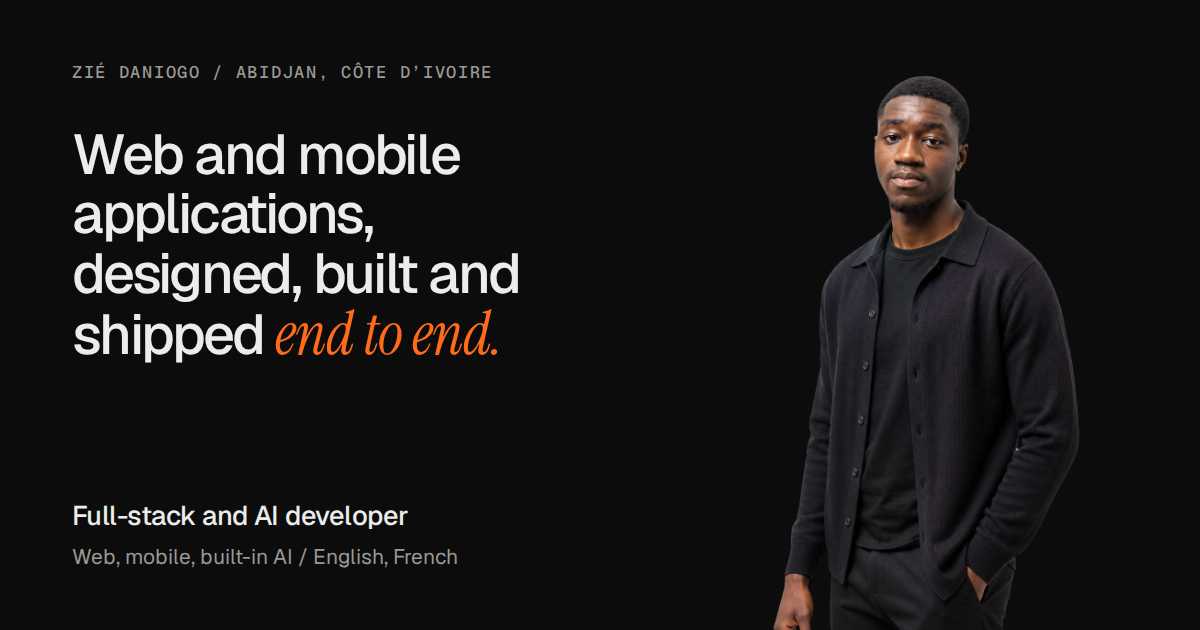 ZIÉ DANIOGO / ABIDJAN, CÔTE D’IVOIRE
Web and mobile
applications,
designed, built and
shipped end to end.
Full-stack and AI developer
Web, mobile, built-in AI / English, French